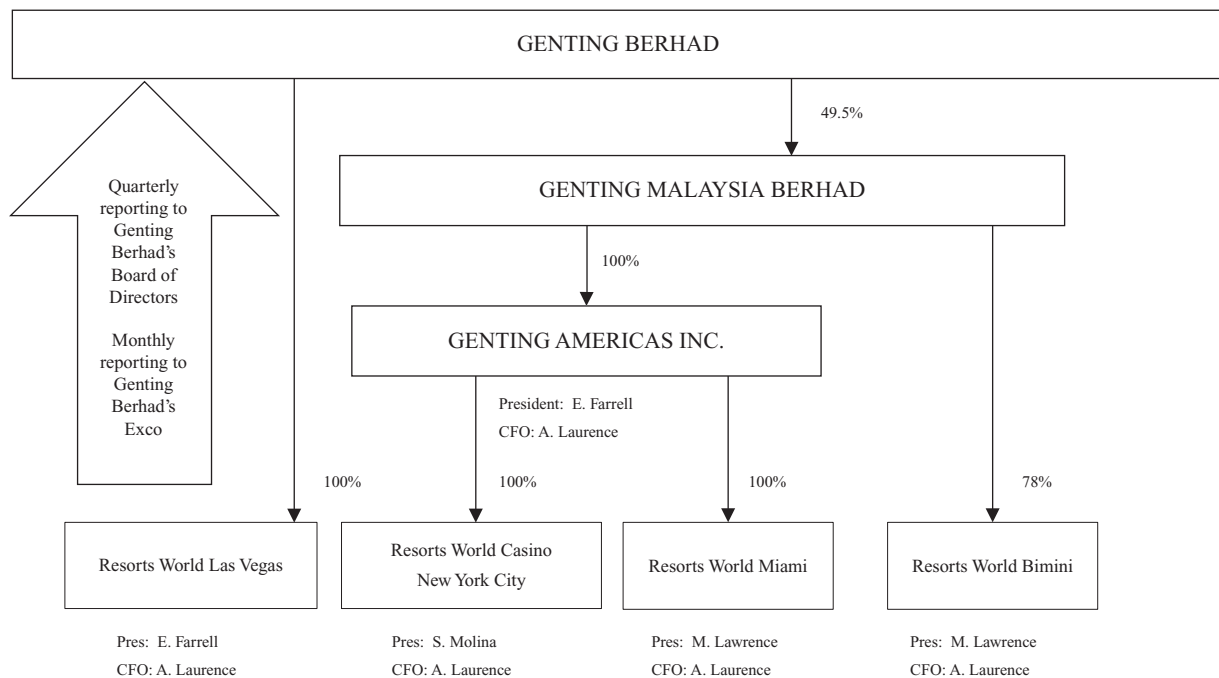 GENTING BERHAD
49.5%
GENTING MALAYSIA BERHAD
Quarterly
reporting to
Genting
Berhad’s
Board of
Directors
Monthly
reporting to
Genting
Berhad’s
Exco
100%
GENTING AMERICAS INC.
President: E. Farrell
CFO: A. Laurence
100%
100%
100%
78%
Resorts World Las Vegas
Resorts World Casino
New York City
Resorts World Miami
Resorts World Bimini
Pres: E. Farrell
CFO: A. Laurence
Pres: S. Molina
CFO: A. Laurence
Pres: M. Lawrence
CFO: A. Laurence
Pres: M. Lawrence
CFO: A. Laurence